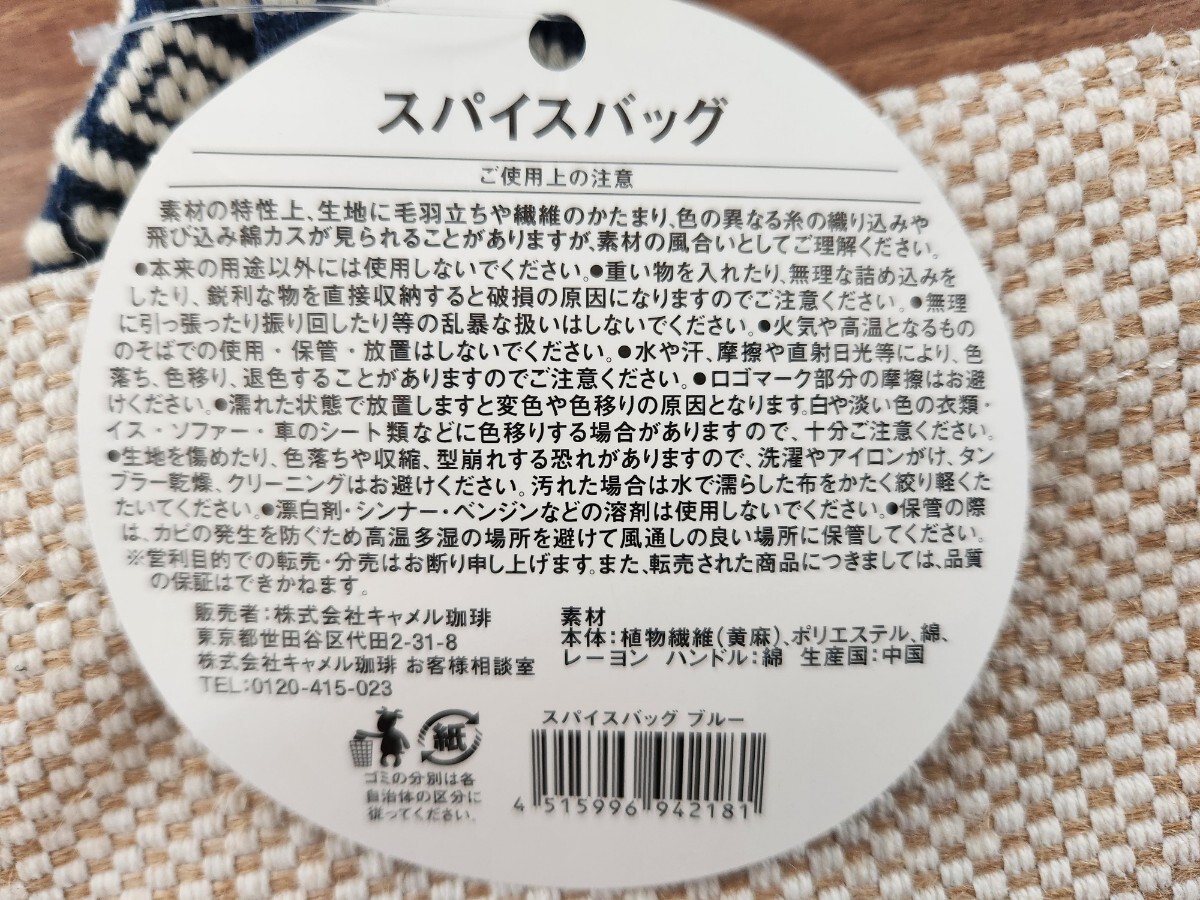 スパイスバッグ
ご使用上の注意
素材の特性上、生地に毛羽立ちや繊維のかたまり、色の異なる糸の織り込みや
飛び込み綿カスが見られることがありますが、素材の風合いとしてご理解ください。
●本来の用途以外には使用しないでください。●重い物を入れたり、無理な詰め込みを
したり、鋭利な物を直接収納すると破損の原因になりますのでご注意ください。●無理
に引っ張ったり振り回したり等の乱暴な扱いはしないでください。●火気や高温となるもの
のそばでの使用・保管・放置はしないでください。●水や汗、摩擦や直射日光等により、色
落ち、色移り、退色することがありますのでご注意ください。●ロゴマーク部分の摩擦はお避
けください。●濡れた状態で放置しますと変色や色移りの原因となります。白や淡い色の衣類・
イス・ソファー・車のシート類などに色移りする場合がありますので、十分ご注意ください。
●生地を傷めたり、色落ちや収縮、型崩れする恐れがありますので、洗濯やアイロンがけ、タン
ブラー乾燥、クリーニングはお避けください。汚れた場合は水で濡らした布をかたく絞り軽くた
たいてください。●漂白剤・シンナー・ベンジンなどの溶剤は使用しないでください。●保管の際
は、カビの発生を防ぐため高温多湿の場所を避けて風通しの良い場所に保管してください。
※営利目的での転売・分売はお断り申し上げます。また、転売された商品につきましては、品質
の保証はできかねます。
販売者：株式会社キャメル珈琲
東京都世田谷区代田2-31-8
株式会社キャメル珈琲 お客様相談室
TEL:0120-415-023
素材
本体：植物繊維（黄麻）、ポリエステル、綿、
レーヨン ハンドル：綿 生産国：中国
紙
ゴミの分別は各
自治体の区分に
従ってください。
スパイスバッグ ブルー
4 515996 942181